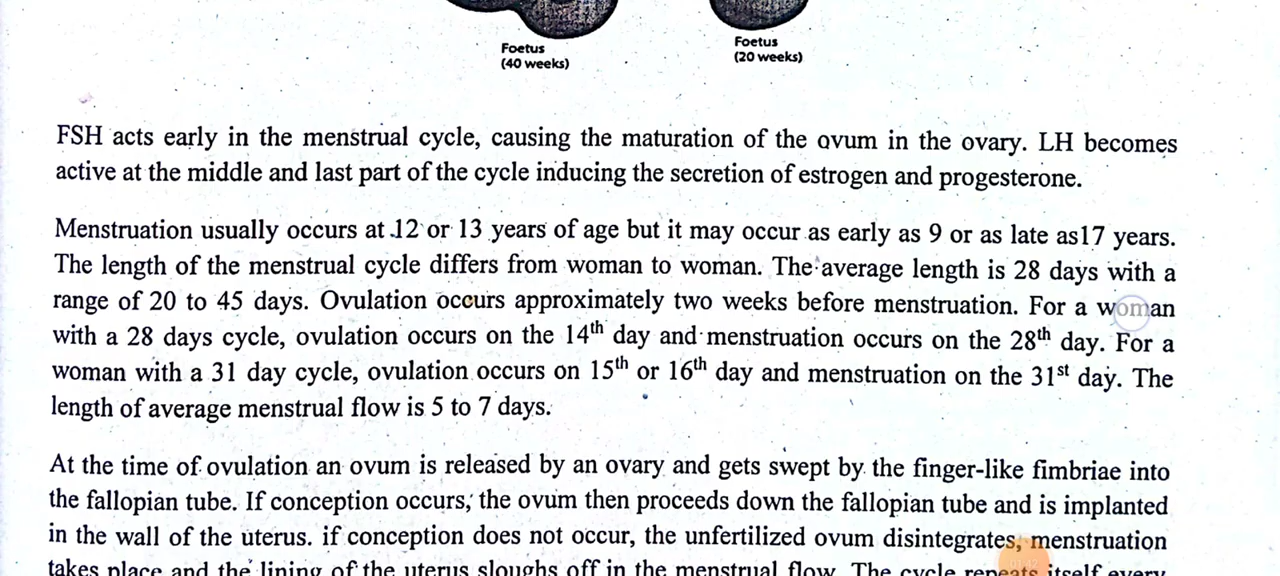 Foetus
(40 weeks)
Foetus
(20 weeks)
FSH acts early in the menstrual cycle, causing the maturation of the ovum in the ovary. LH becomes
active at the middle and last part of the cycle inducing the secretion of estrogen and progesterone.
Menstruation usually occurs at 12 or 13 years of age but it may occur as early as 9 or as late as17 years.
The length of the menstrual cycle differs from woman to woman. The average length is 28 days with a
range of 20 to 45 days. Ovulation occurs approximately two weeks before menstruation. For a woman
with a 28 days cycle, ovulation occurs on the 14th day and menstruation occurs on the 28th day. For a
woman with a 31 day cycle, ovulation occurs on 15th or 16th day and menstruation on the 31st day. The
length of average menstrual flow is 5 to 7 days.
At the time of ovulation an ovum is released by an ovary and gets swept by the finger-like fimbriae into
the fallopian tube. If conception occurs, the ovum then proceeds down the fallopian tube and is implanted
in the wall of the uterus. if conception does not occur, the unfertilized ovum disintegrates, menstruation
takes place and the lining of the uterus sloughs off in the menstrual flow. The cycle repeats itself every